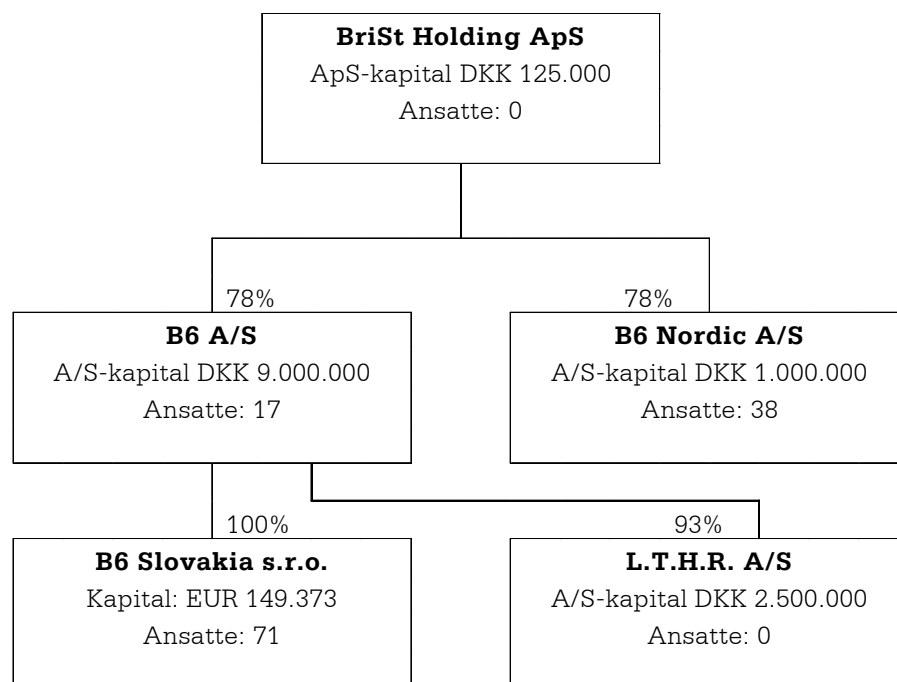 BriSt Holding ApS
ApS-kapital DKK 125.000
Ansatte: 0
78%
78%
B6 A/S
A/S-kapital DKK 9.000.000
Ansatte: 17
B6 Nordic A/S
A/S-kapital DKK 1.000.000
Ansatte: 38
100%
93%
B6 Slovakia s.r.o.
Kapital: EUR 149.373
Ansatte: 71
L.T.H.R. A/S
A/S-kapital DKK 2.500.000
Ansatte: 0